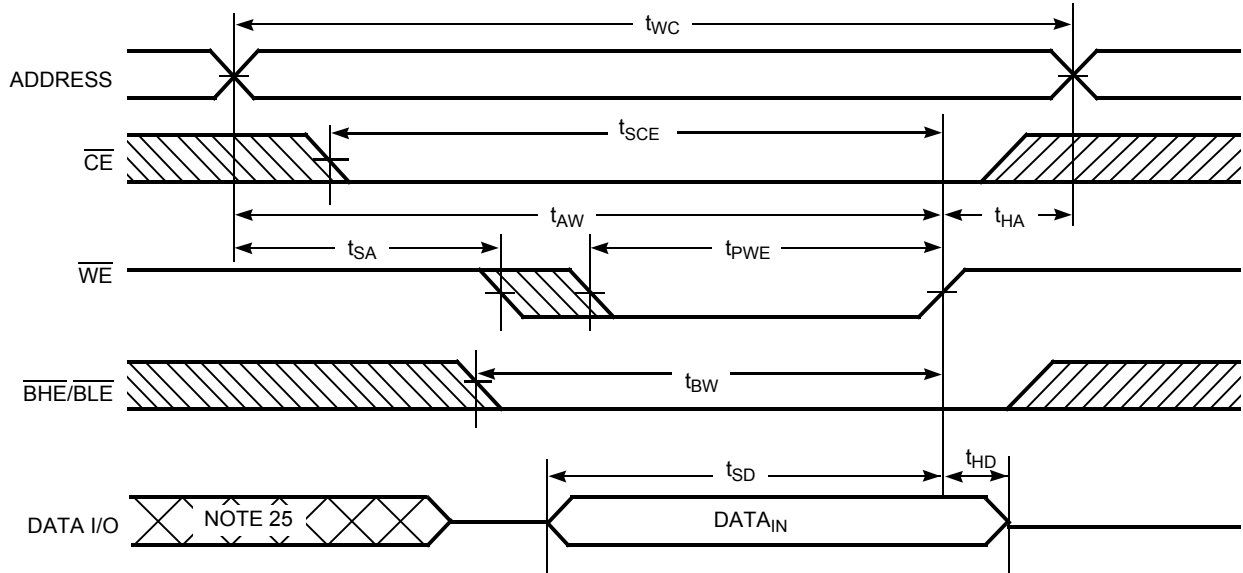 tWC
ADDRESS
tSCE
CE
tAW
tHA
tSA
tPWE
WE
BHE/BLE
tBW
tSD
tHD
DATA I/O
NOTE 25
DATAIN